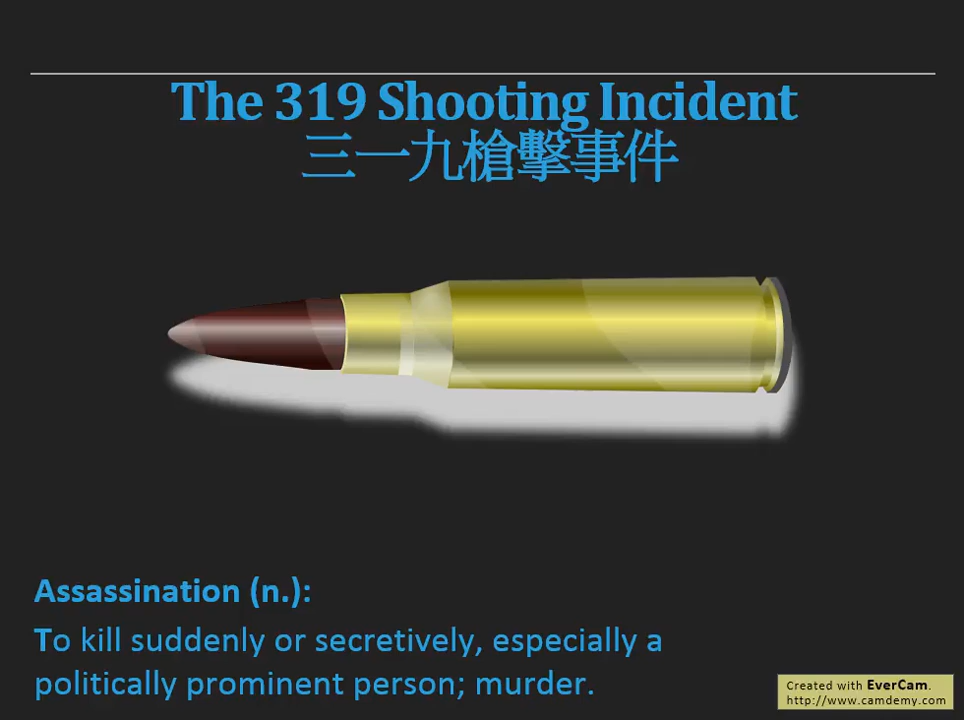 The 319 Shooting Incident
三一九槍擊事件
Assassination (n.):
To kill suddenly or secretively, especially a
politically prominent person; murder.
Created with EverCam.
http://www.camdemy.com